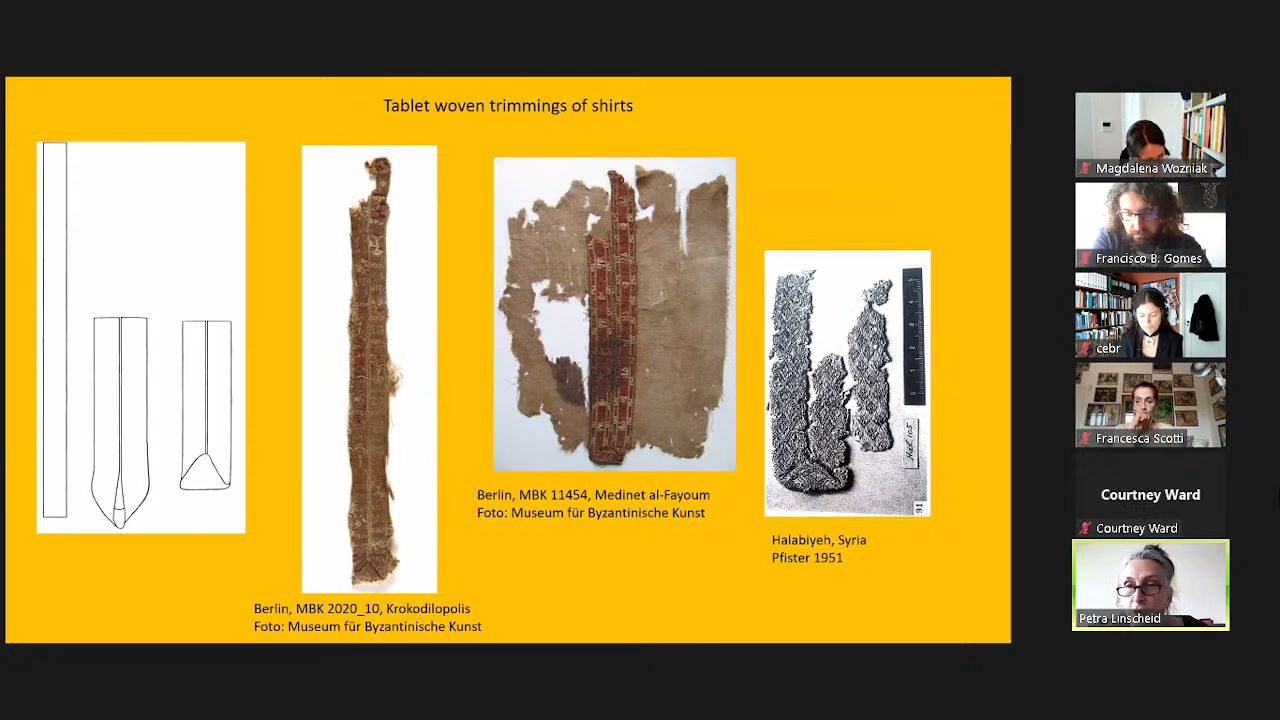 Tablet woven trimmings of shirts
Berlin, MBK 2020_10, Krokodilopolis
Foto: Museum für Byzantinische Kunst
Berlin, MBK 11454, Medinet al-Fayoum
Foto: Museum für Byzantinische Kunst
Halabiyeh, Syria
Pfister 1951
91
Magdalena Wozniak
Francisco B. Gomes
cebr
Francesca Scotti
Courtney Ward
Courtney Ward
Petra Linscheid